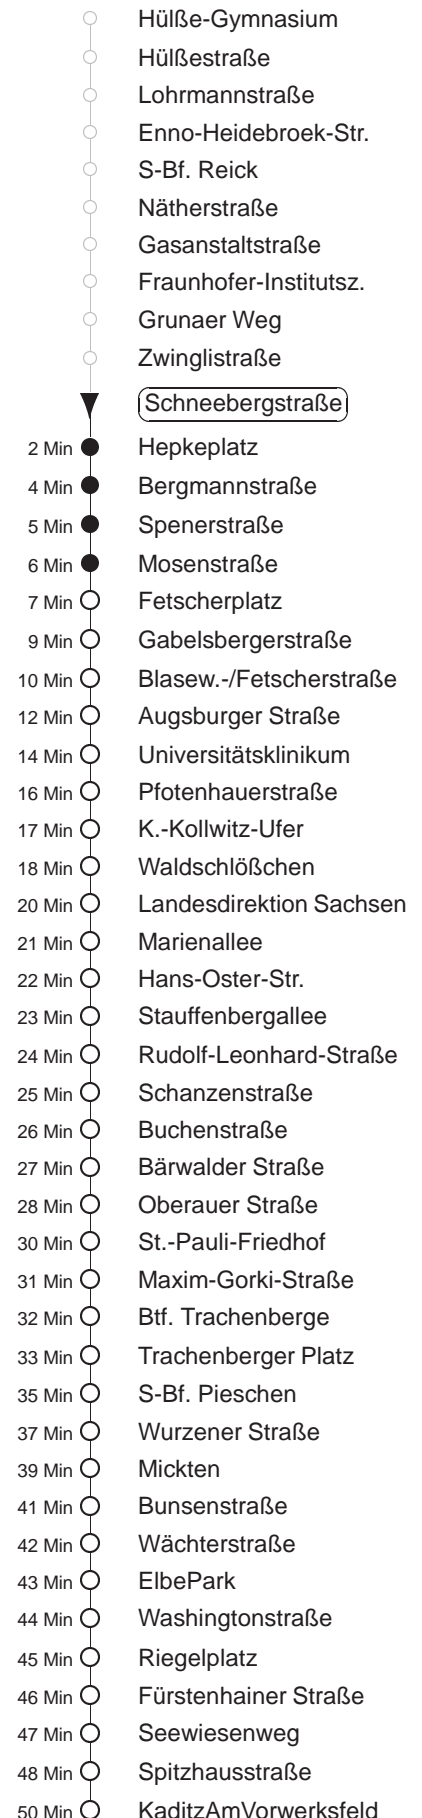 Hülße-Gymnasium
Hülßestraße
Lohrmannstraße
Enno-Heidebroek-Str.
S-Bf. Reick
Nätherstraße
Gasanstaltstraße
Fraunhofer-Institutsz.
Grunaer Weg
Zwinglistraße
Schneebergstraße
2 Min Hepkeplatz
4 Min Bergmannstraße
5 Min Spenerstraße
6 Min Mosenstraße
7 Min Fetscherplatz
9 Min Gabelsbergerstraße
10 Min Blasew.-/Fetscherstraße
12 Min Augsburger Straße
14 Min Universitätsklinikum
16 Min Pfotenhauerstraße
17 Min K.-Kollwitz-Ufer
18 Min Waldschlößchen
20 Min Landesdirektion Sachsen
21 Min Marienallee
22 Min Hans-Oster-Str.
23 Min Stauffenbergallee
24 Min Rudolf-Leonhard-Straße
25 Min Schanzenstraße
26 Min Buchenstraße
27 Min Bärwalder Straße
28 Min Oberauer Straße
30 Min St.-Pauli-Friedhof
31 Min Maxim-Gorki-Straße
32 Min Btf. Trachenberge
33 Min Trachenberger Platz
35 Min S-Bf. Pieschen
37 Min Wurzener Straße
39 Min Mickten
41 Min Bunsenstraße
42 Min Wächterstraße
43 Min ElbePark
44 Min Washingtonstraße
45 Min Riegelplatz
46 Min Fürstenhainer Straße
47 Min Seewiesenweg
48 Min Spitzhausstraße
50 Min KaditzAmVorwerksfeld